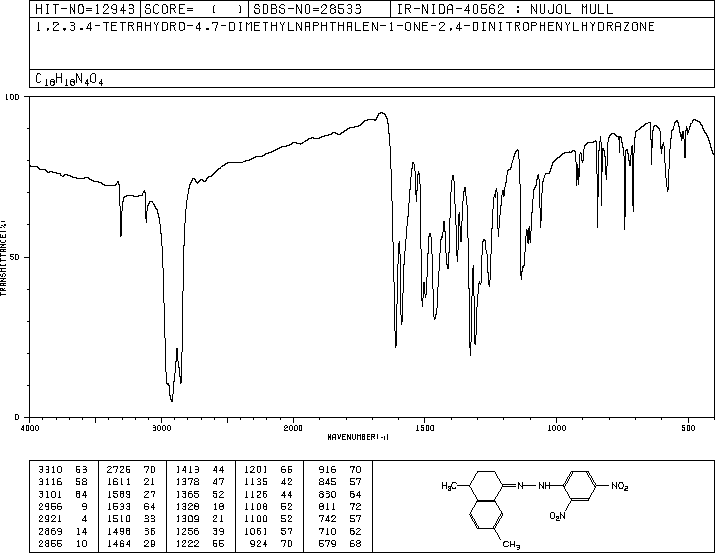 HIT-NO=12943 SCORE= ( ) SDBS-NO=28533 IR-NIDA-40562 : NUJOL MULL
1,2,3,4-TETRAHYDRO-4,7-DIMETHYLNAPHTHALEN-1-ONE-2,4-DINITROPHENYLHYDRAZONE
C18H18N4O4
100
TRANSMITTANCE(%)
50
0
4000 3000 2000 1500 1000 500
WAVENUMBER(-1)
3310 53 2726 70 1413 44 1201 66 916 70
3116 58 1611 21 1378 47 1135 42 845 57
3101 84 1589 27 1365 52 1126 44 830 64
2956 9 1533 64 1328 18 1108 52 811 72
2921 4 1510 33 1309 21 1100 52 742 57
2869 14 1498 36 1256 39 1061 57 710 62
2855 10 1464 29 1222 55 924 70 579 68
H3C
N
NH
NO2
O2N
CH3